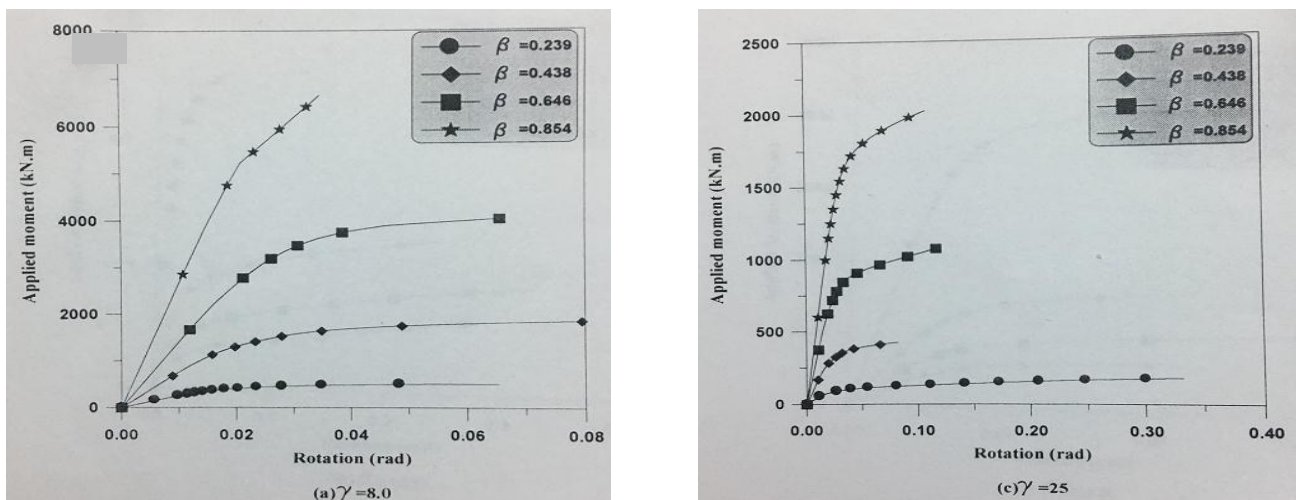 8000
6000
4000
2000
0
Applied moment (kN.m)
β =0.239
β =0.438
β =0.646
β =0.854
0.00 0.02 0.04 0.06 0.08
Rotation (rad)
(a) γ =8.0
2500
2000
1500
1000
500
0
Applied moment (kN.m)
β =0.239
β =0.438
β =0.646
β =0.854
0.00 0.10 0.20 0.30 0.40
Rotation (rad)
(c) γ =25